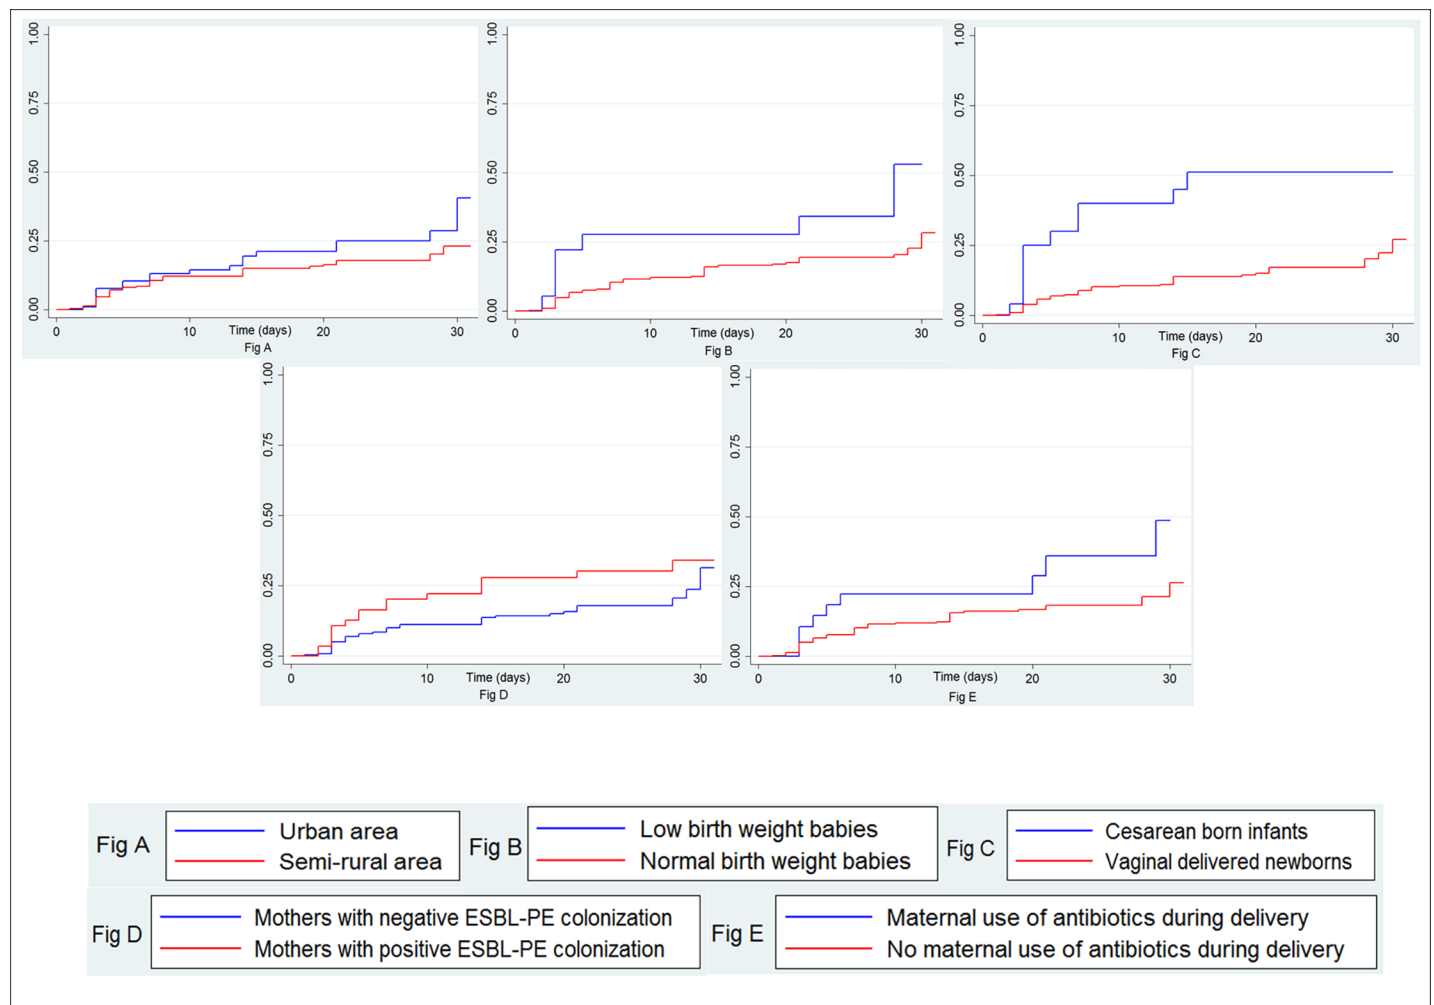 1.00
0.75
0.50
0.25
0.00
0 10 20 30
Time (days)
Fig A
1.00
0.75
0.50
0.25
0.00
0 10 20 30
Time (days)
Fig B
1.00
0.75
0.50
0.25
0.00
0 10 20 30
Time (days)
Fig C
1.00
0.75
0.50
0.25
0.00
0 10 20 30
Time (days)
Fig D
1.00
0.75
0.50
0.25
0.00
0 10 20 30
Time (days)
Fig E
Fig A
Urban area
Semi-rural area
Fig B
Low birth weight babies
Normal birth weight babies
Fig C
Cesarean born infants
Vaginal delivered newborns
Fig D
Mothers with negative ESBL-PE colonization
Mothers with positive ESBL-PE colonization
Fig E
Maternal use of antibiotics during delivery
No maternal use of antibiotics during delivery